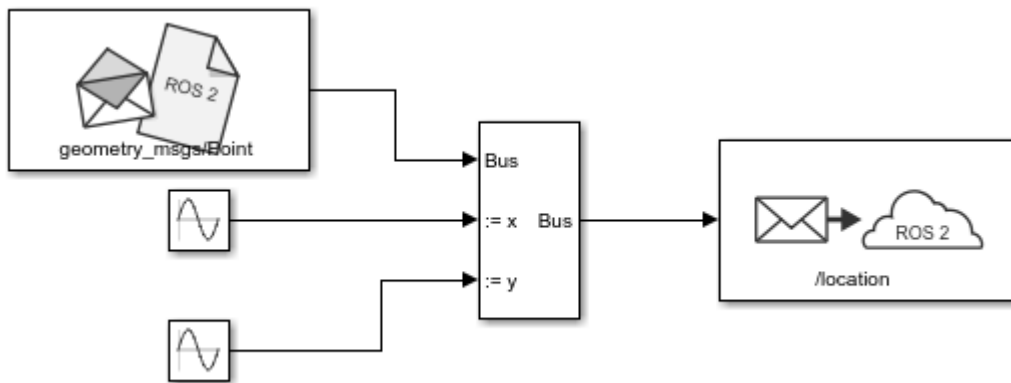 ROS 2
geometry_msgs/Point
Bus
:= x
Bus
:= y
ROS 2
/location